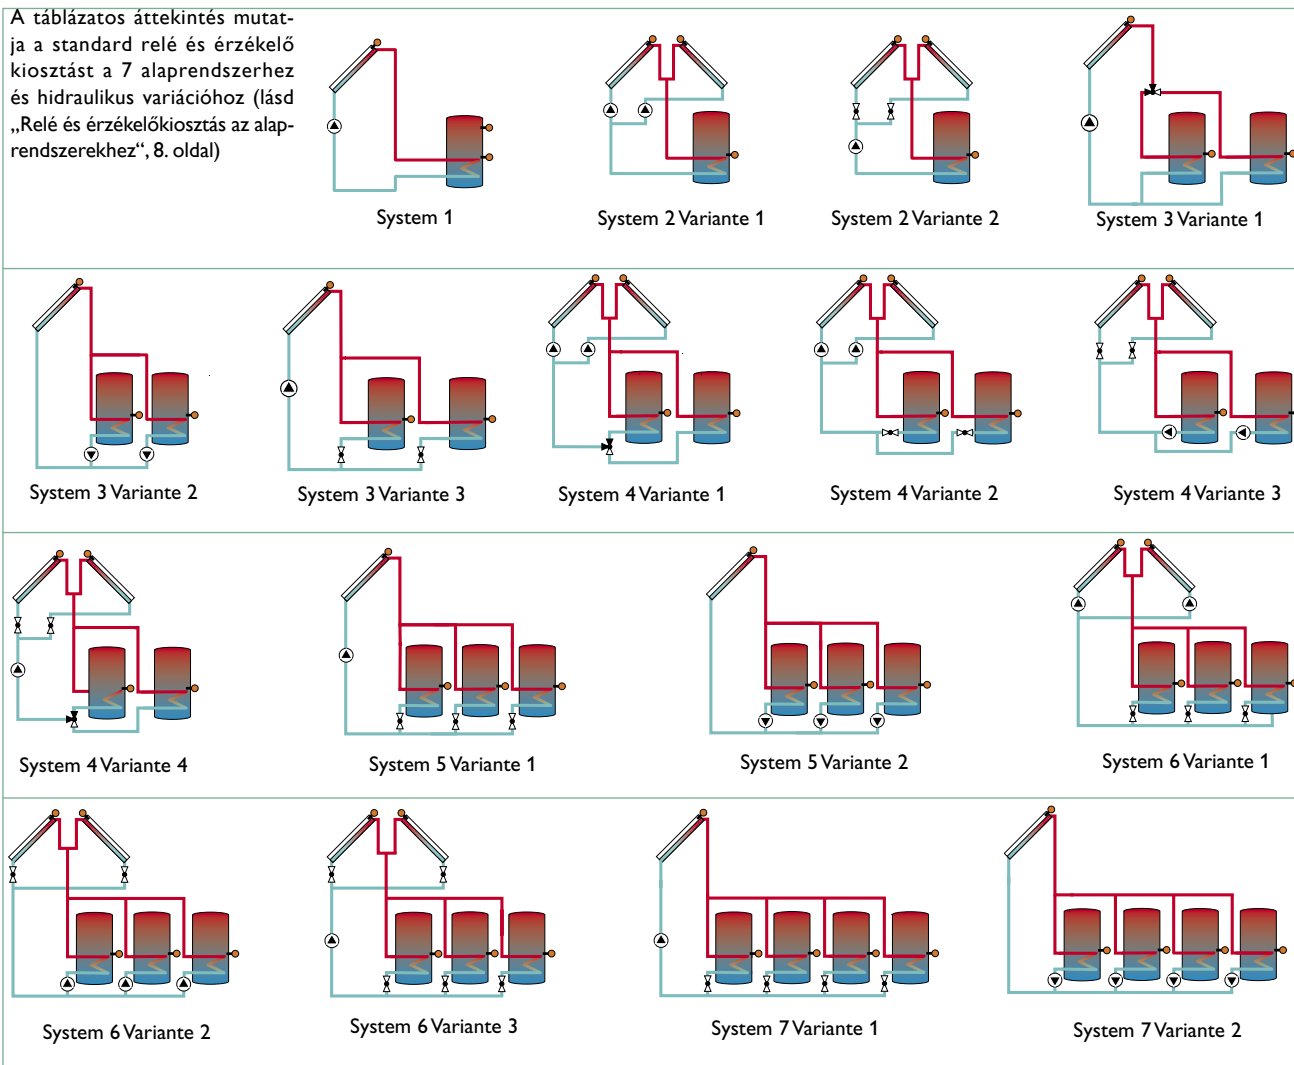 A táblázatos áttekintés mutat-
ja a standard relé és érzékelő
kiosztást a 7 alaprendszerhez
és hidraulikus variációhoz (lásd
„Relé és érzékelőkiosztás az alap-
rendszerekhez“, 8. oldal)
System 1
System 2 Variante 1
System 2 Variante 2
System 3 Variante 1
System 3 Variante 2
System 3 Variante 3
System 4 Variante 1
System 4 Variante 2
System 4 Variante 3
System 4 Variante 4
System 5 Variante 1
System 5 Variante 2
System 6 Variante 1
System 6 Variante 2
System 6 Variante 3
System 7 Variante 1
System 7 Variante 2